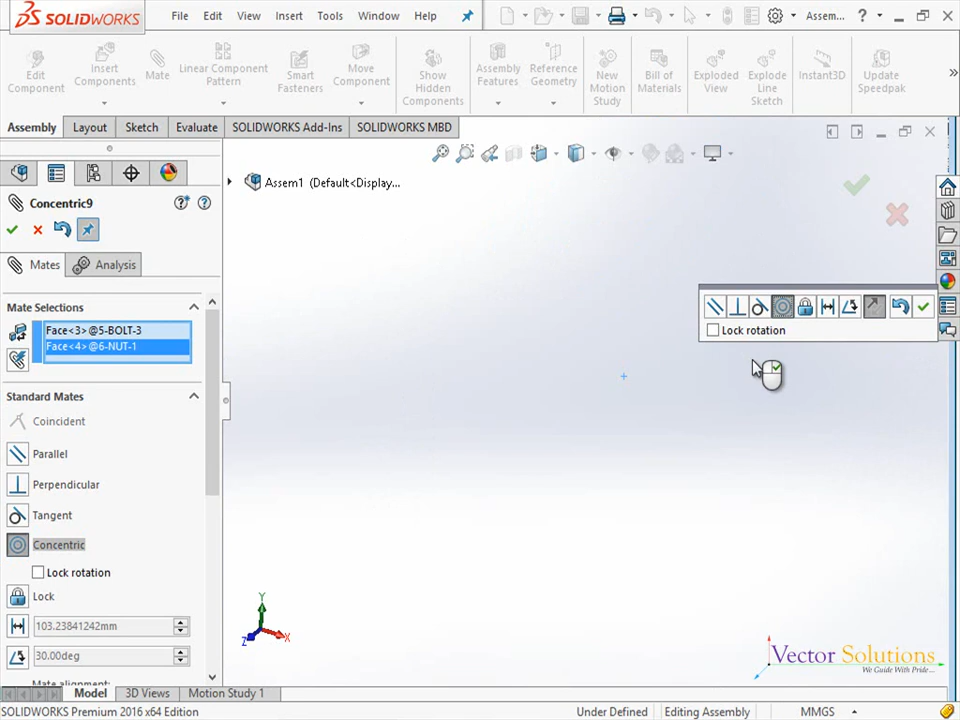 SOLIDWORKS
File Edit View Insert Tools Window Help
Assem... ?
Edit Component
Insert Components
Mate
Linear Component Pattern
Smart Fasteners
Move Component
Show Hidden Components
Assembly Features
Reference Geometry
New Motion Study
Bill of Materials
Exploded View
Explode Line Sketch
Instant3D
Update Speedpak
Assembly Layout Sketch Evaluate SOLIDWORKS Add-Ins SOLIDWORKS MBD
Assem1 (Default<Display...
Concentric9
Mates Analysis
Mate Selections
Face<3>@5-BOLT-3
Face<4>@6-NUT-1
Lock rotation
Standard Mates
Coincident
Parallel
Perpendicular
Tangent
Concentric
Lock rotation
Lock
103.23841242mm
30.00deg
Mate alignment:
Y
X
Z
Vector Solutions
We Guide With Pride...
Model 3D Views Motion Study 1
SOLIDWORKS Premium 2016 x64 Edition
Under Defined Editing Assembly MMGS